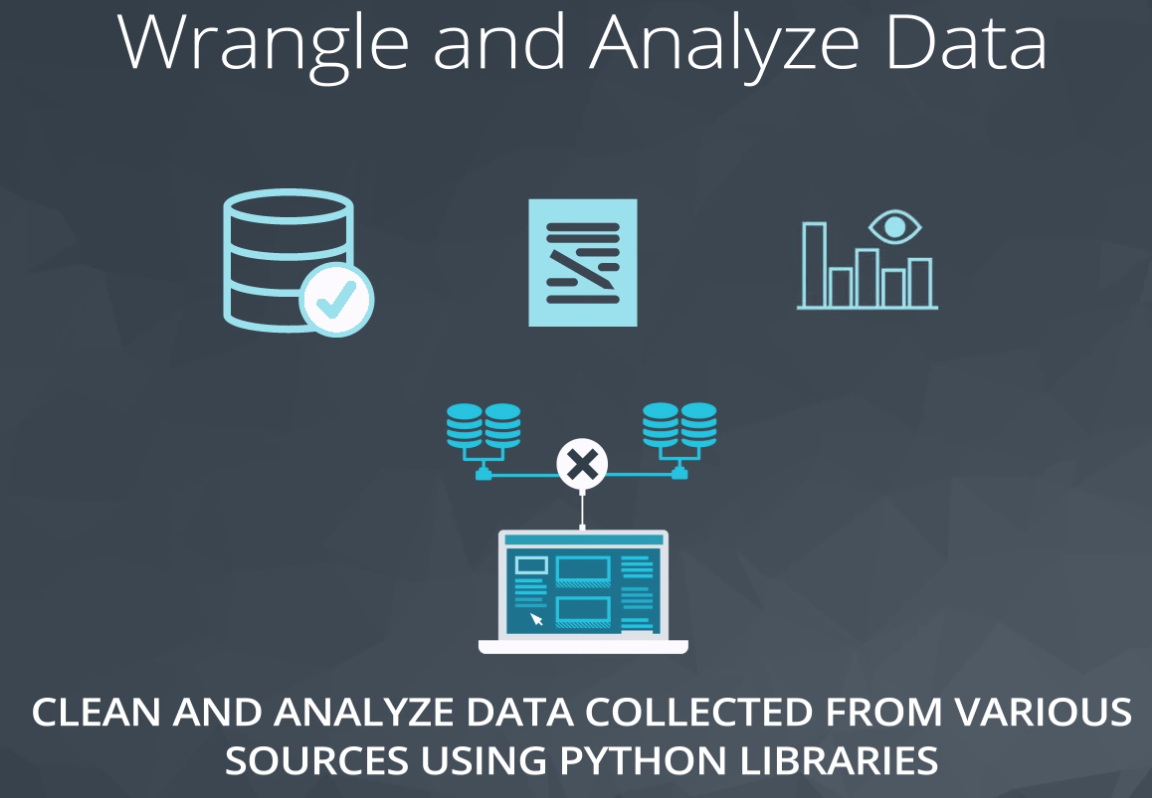 Wrangle and Analyze Data
CLEAN AND ANALYZE DATA COLLECTED FROM VARIOUS
SOURCES USING PYTHON LIBRARIES